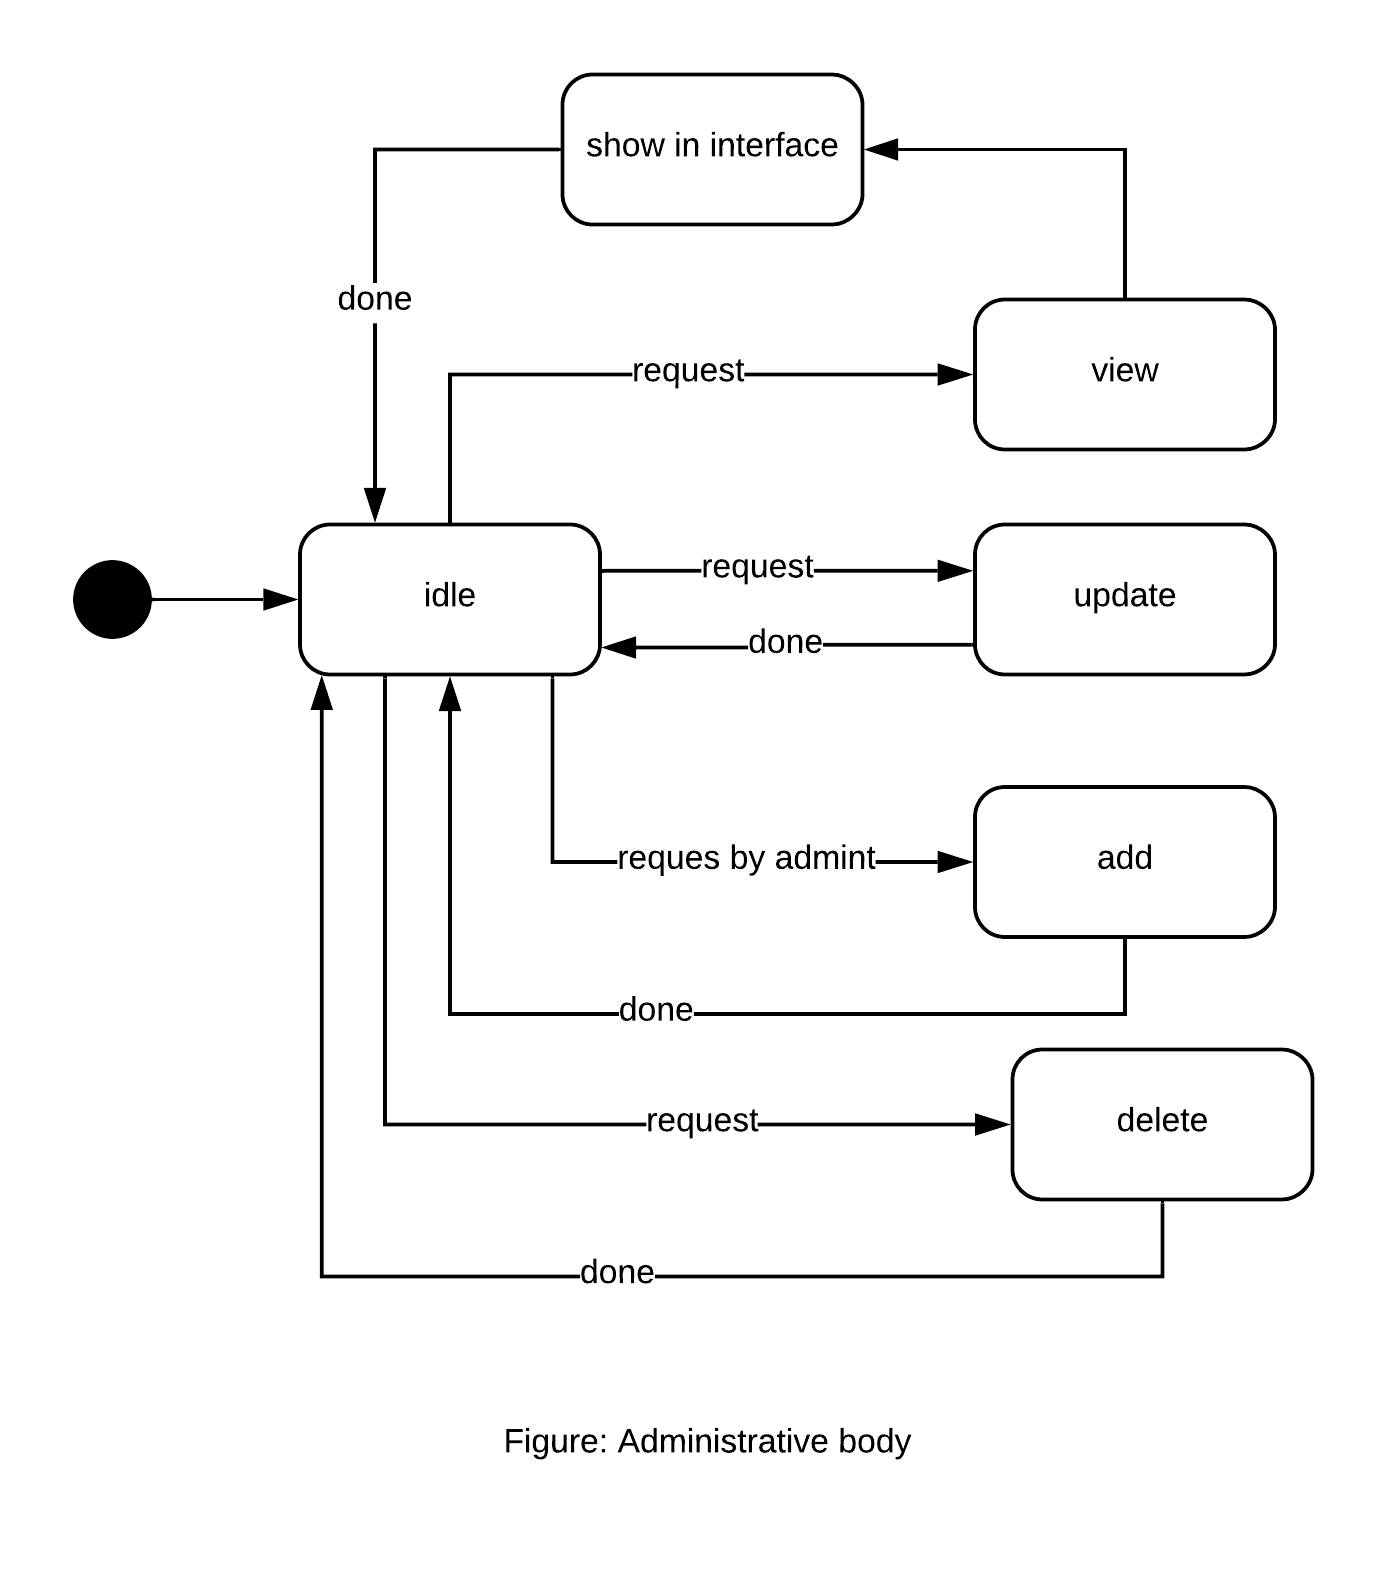 show in interface
done
request
view
request
idle
update
done
reques by admint
add
done
request
delete
done
Figure: Administrative body